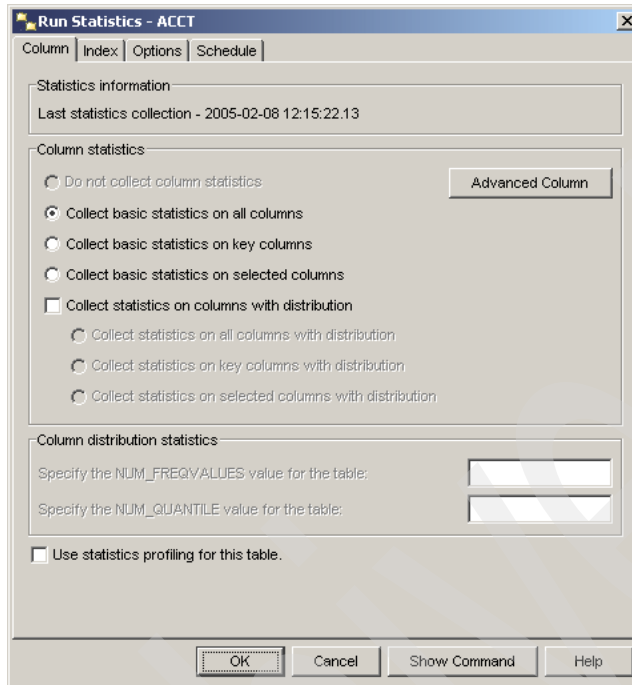 Run Statistics - ACCT
Column Index Options Schedule
Statistics information
Last statistics collection - 2005-02-08 12:15:22.13
Column statistics
Do not collect column statistics
Advanced Column
Collect basic statistics on all columns
Collect basic statistics on key columns
Collect basic statistics on selected columns
Collect statistics on columns with distribution
Collect statistics on all columns with distribution
Collect statistics on key columns with distribution
Collect statistics on selected columns with distribution
Column distribution statistics
Specify the NUM_FREQVALUES value for the table:
Specify the NUM_QUANTILE value for the table:
Use statistics profiling for this table.
OK Cancel Show Command Help